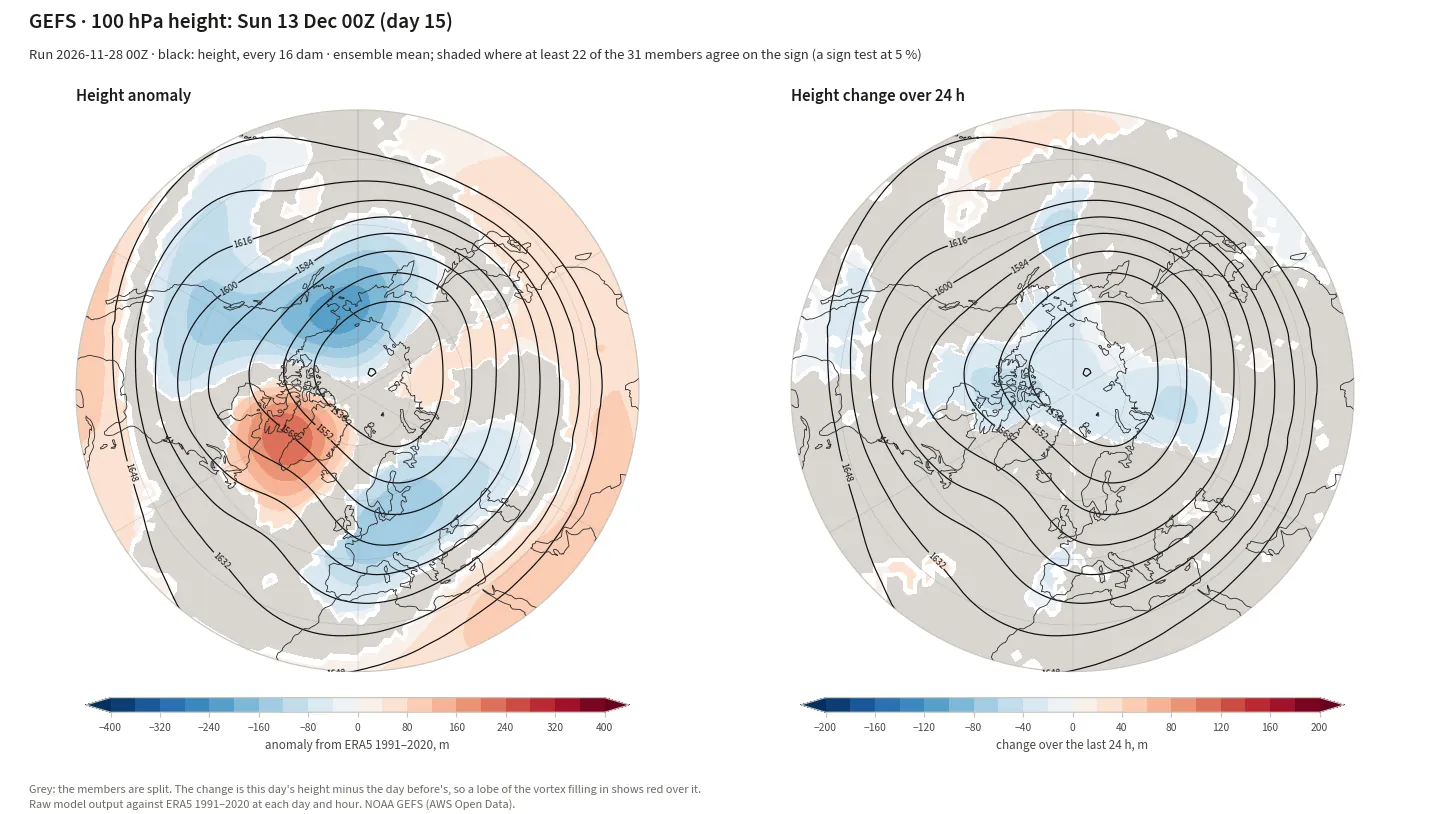 GEFS · 100 hPa height: Sun 13 Dec 00Z (day 15)
Run 2026-11-28 00Z · black: height, every 16 dam · ensemble mean; shaded where at least 22 of the 31 members agree on the sign (a sign test at 5 %)
Height anomaly
Height change over 24 h
1616
1584
1600
1552
1648
1632
1648
1616
1584
1600
1552
1648
1632
1648
−400 −320 −240 −160 −80 0 80 160 240 320 400
anomaly from ERA5 1991–2020, m
−200 −160 −120 −80 −40 0 40 80 120 160 200
change over the last 24 h, m
Grey: the members are split. The change is this day's height minus the day before's, so a lobe of the vortex filling in shows red over it.
Raw model output against ERA5 1991–2020 at each day and hour. NOAA GEFS (AWS Open Data).